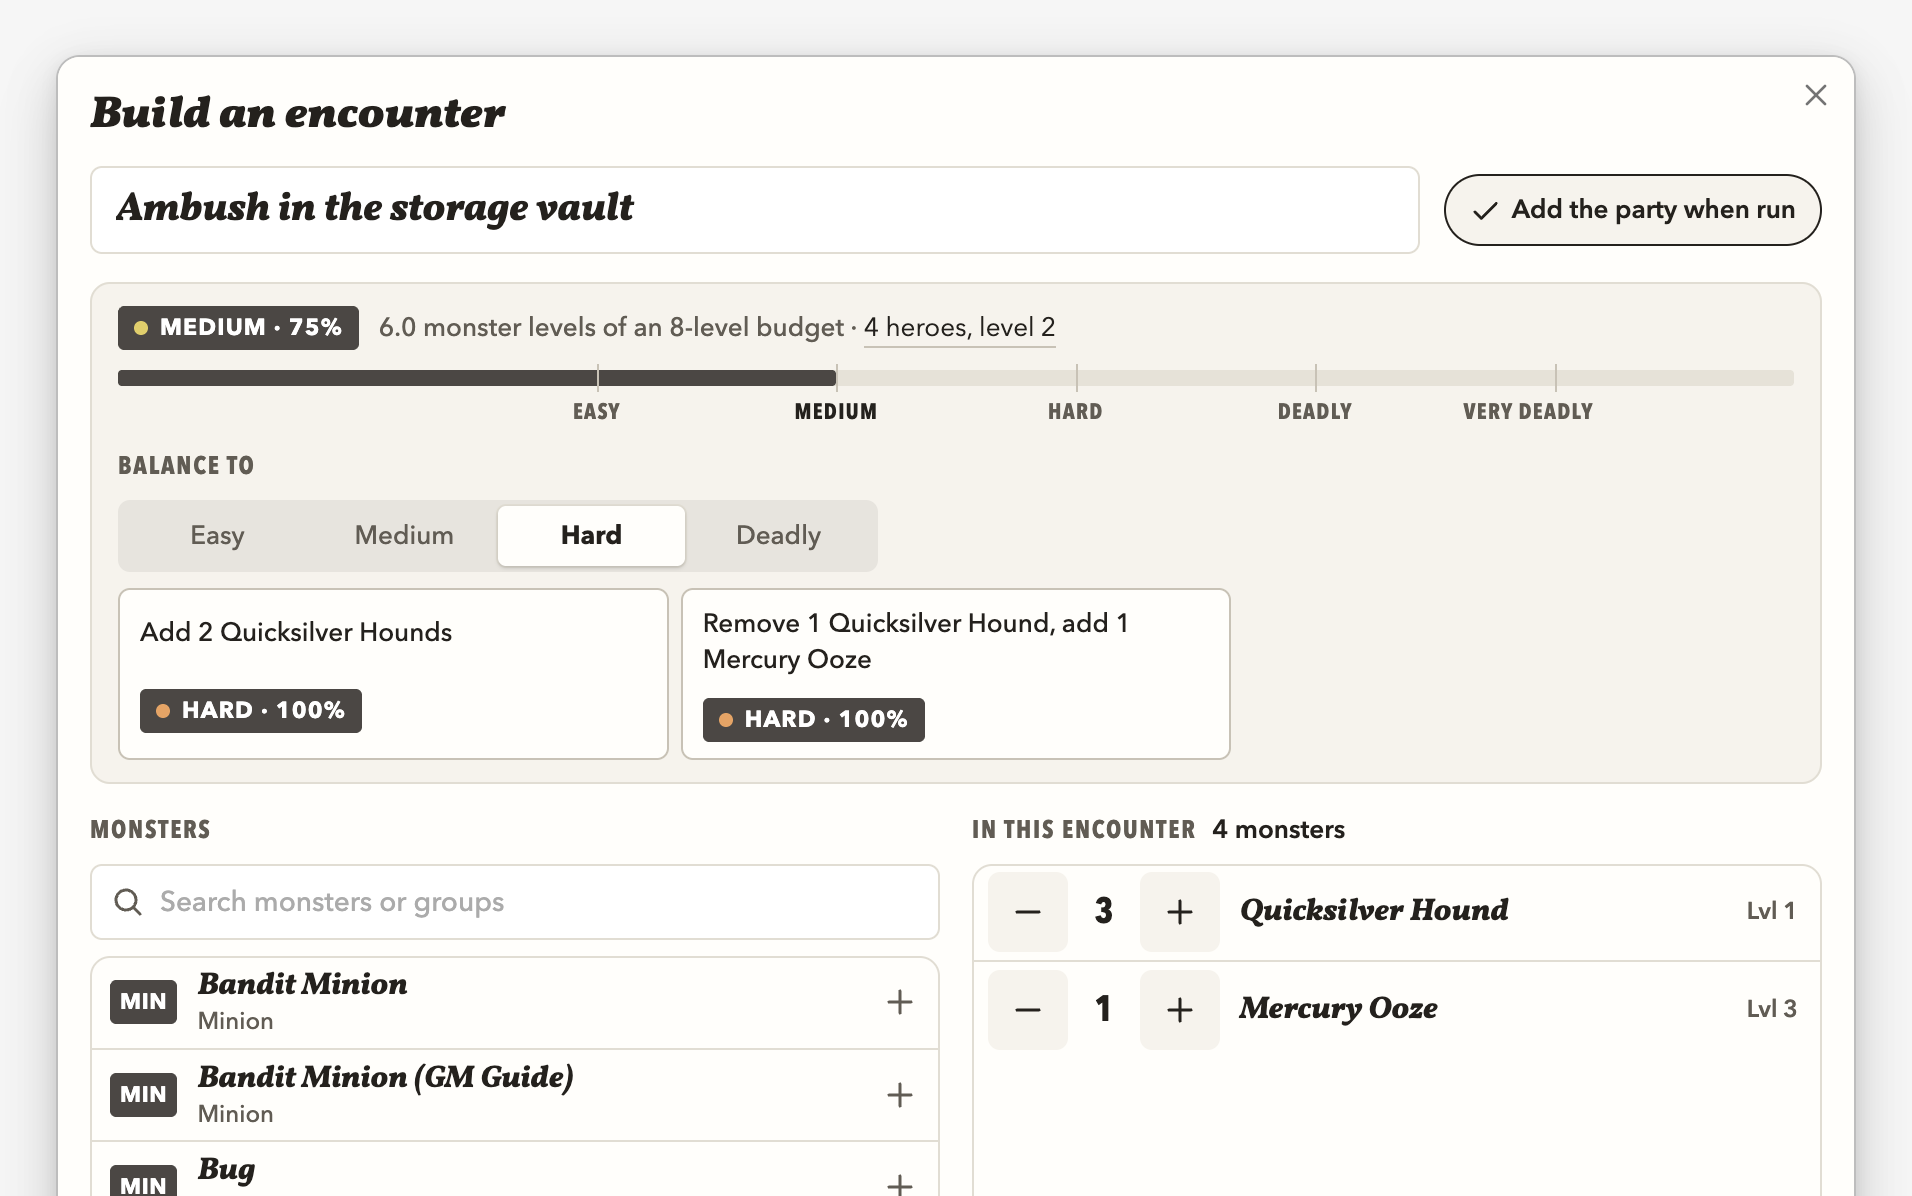 Build an encounter
Ambush in the storage vault
Add the party when run
MEDIUM · 75%
6.0 monster levels of an 8-level budget · 4 heroes, level 2
EASY
MEDIUM
HARD
DEADLY
VERY DEADLY
BALANCE TO
Easy
Medium
Hard
Deadly
Add 2 Quicksilver Hounds
HARD · 100%
Remove 1 Quicksilver Hound, add 1
Mercury Ooze
HARD · 100%
MONSTERS
Search monsters or groups
MIN
Bandit Minion
Minion
MIN
Bandit Minion (GM Guide)
Minion
MIN
Bug
IN THIS ENCOUNTER 4 monsters
3
Quicksilver Hound
Lvl 1
1
Mercury Ooze
Lvl 3